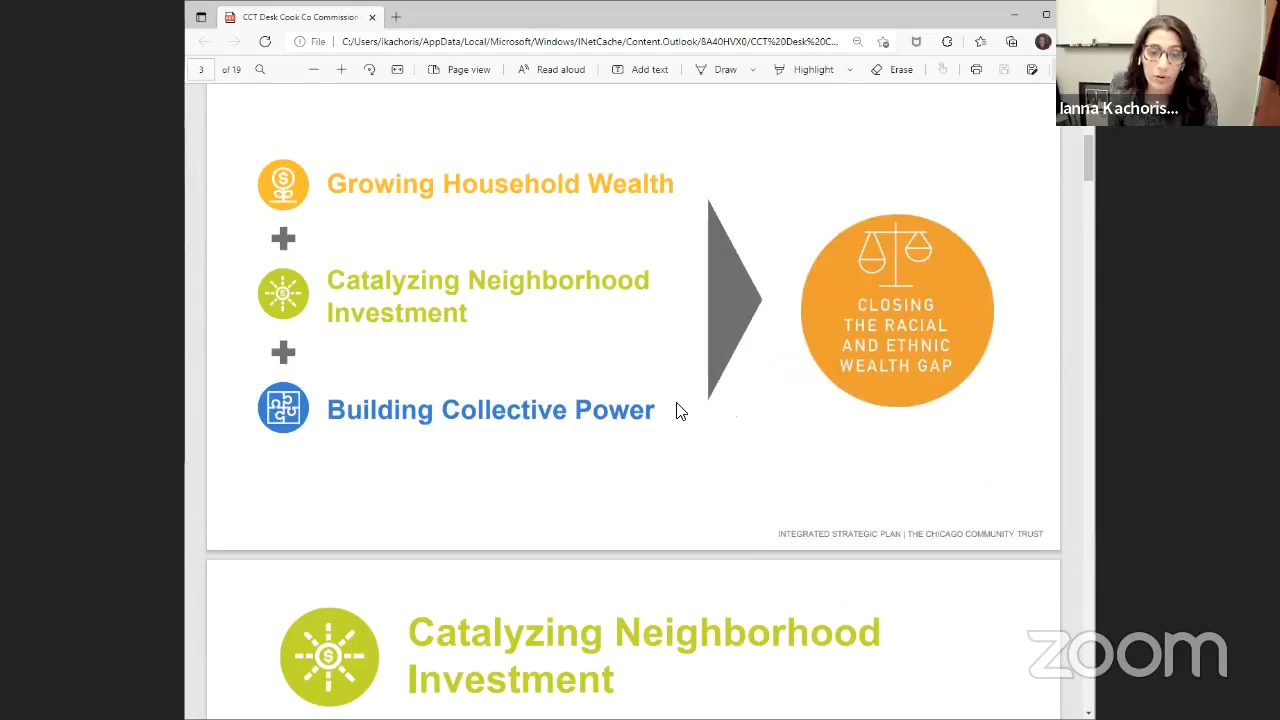 CCT Desk Cook Co Commission
File
C:/Users/ikachoris/AppData/Local/Microsoft/Windows/INetCache/Content.Outlook/8A40HVX0/CCT%20Desk%20C...
3
of 19
Page view
Read aloud
Add text
Draw
Highlight
Erase
Ianna Kachoris...
Growing Household Wealth
Catalyzing Neighborhood
Investment
Building Collective Power
CLOSING
THE RACIAL
AND ETHNIC
WEALTH GAP
INTEGRATED STRATEGIC PLAN | THE CHICAGO COMMUNITY TRUST
Catalyzing Neighborhood
Investment
zoom